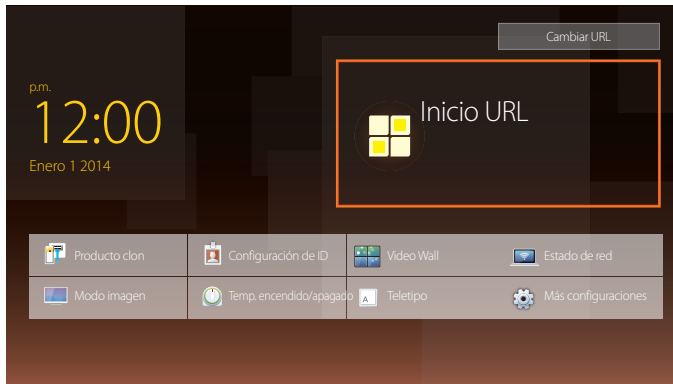 Cambiar URL
p.m.
12:00
Enero 1 2014
Inicio URL
Producto clon
Configuración de ID
Video Wall
Estado de red
Modo imagen
Temp. encendido/apagado
A
Teletipo
Más configuraciones